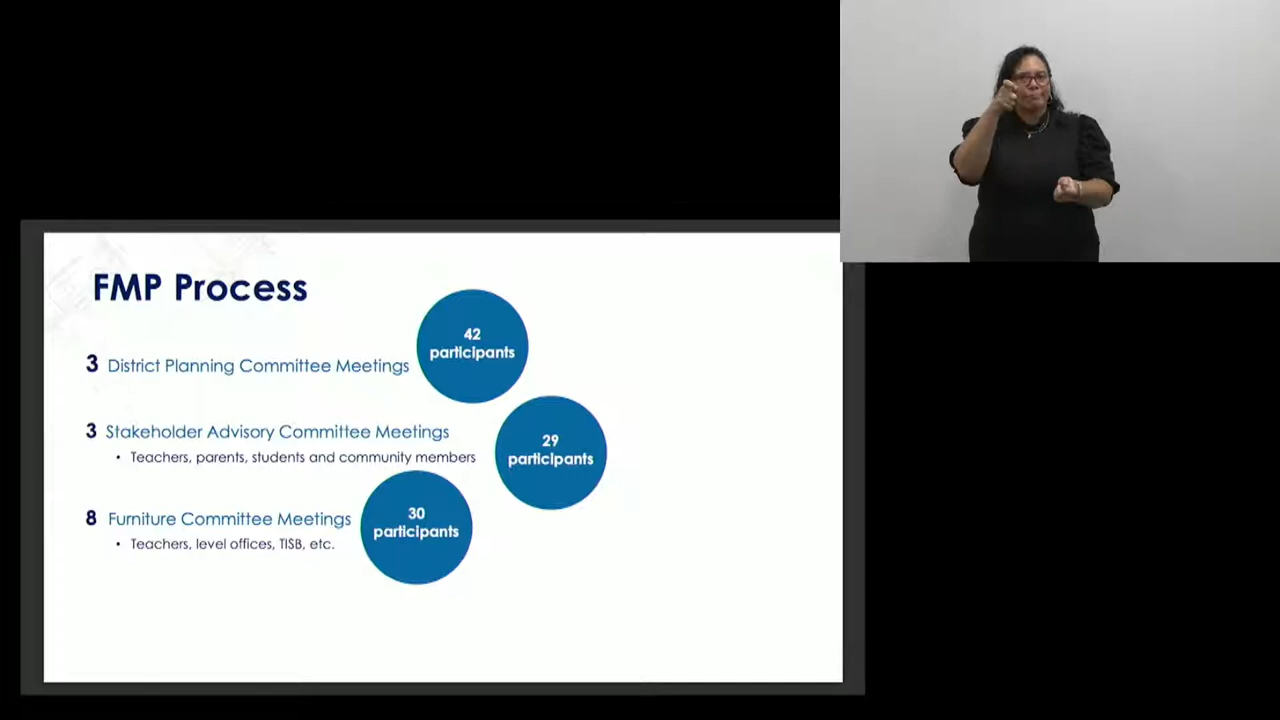 FMP Process
42
participants
3 District Planning Committee Meetings
3 Stakeholder Advisory Committee Meetings
• Teachers, parents, students and community members
29
participants
8 Furniture Committee Meetings
• Teachers, level offices, TISB, etc.
30
participants